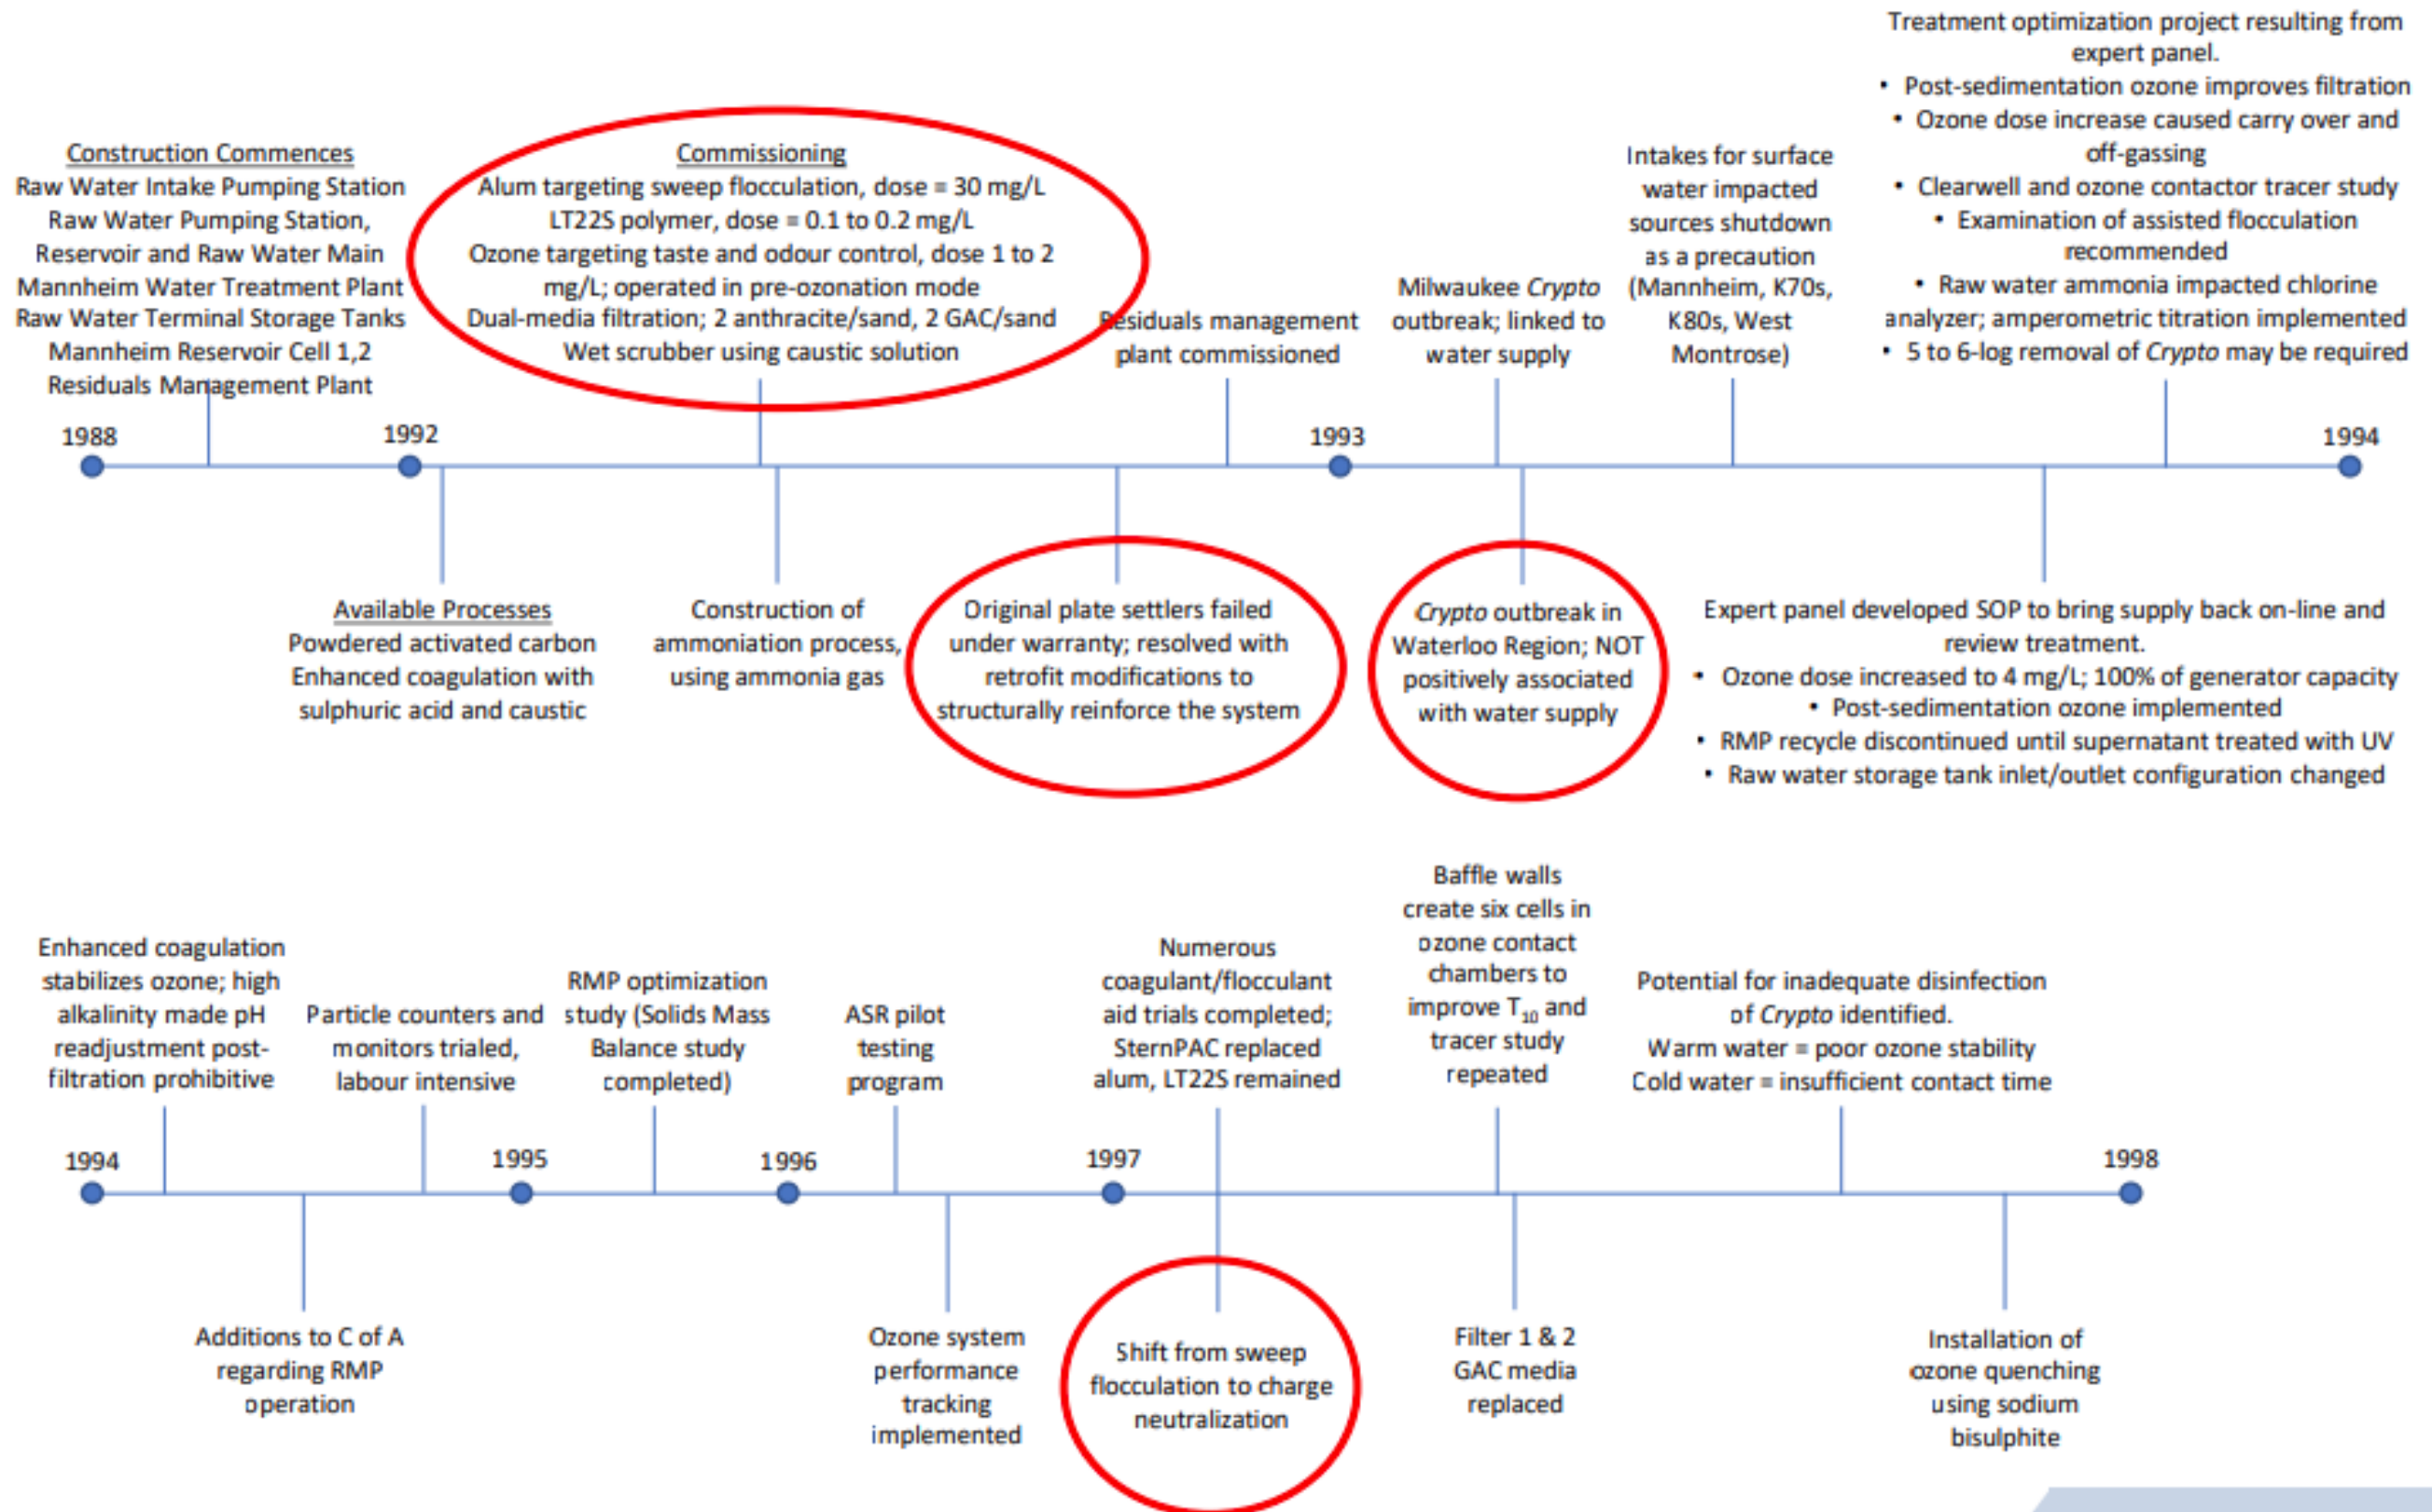 Construction Commences
Raw Water Intake Pumping Station
Raw Water Pumping Station,
Reservoir and Raw Water Main
Mannheim Water Treatment Plant
Raw Water Terminal Storage Tanks
Mannheim Reservoir Cell 1,2
Residuals Management Plant
Commissioning
Alum targeting sweep flocculation, dose = 30 mg/L
LT22S polymer, dose = 0.1 to 0.2 mg/L
Ozone targeting taste and odour control, dose 1 to 2
mg/L; operated in pre-ozonation mode
Dual-media filtration; 2 anthracite/sand, 2 GAC/sand
Wet scrubber using caustic solution
Residuals management
plant commissioned
Milwaukee Crypto
outbreak; linked to
water supply
Intakes for surface
water impacted
sources shutdown
as a precaution
(Mannheim, K70s,
K80s, West
Montrose)
Treatment optimization project resulting from
expert panel.
• Post-sedimentation ozone improves filtration
• Ozone dose increase caused carry over and
off-gassing
• Clearwell and ozone contactor tracer study
• Examination of assisted flocculation
recommended
• Raw water ammonia impacted chlorine
analyzer; amperometric titration implemented
• 5 to 6-log removal of Crypto may be required
1988
1992
1993
1994
Available Processes
Powdered activated carbon
Enhanced coagulation with
sulphuric acid and caustic
Construction of
ammoniation process,
using ammonia gas
Original plate settlers failed
under warranty; resolved with
retrofit modifications to
structurally reinforce the system
Crypto outbreak in
Waterloo Region; NOT
positively associated
with water supply
Expert panel developed SOP to bring supply back on-line and
review treatment.
• Ozone dose increased to 4 mg/L; 100% of generator capacity
• Post-sedimentation ozone implemented
• RMP recycle discontinued until supernatant treated with UV
• Raw water storage tank inlet/outlet configuration changed
Enhanced coagulation
stabilizes ozone; high
alkalinity made pH
readjustment post-
filtration prohibitive
Particle counters and
monitors trialed,
labour intensive
RMP optimization
study (Solids Mass
Balance study
completed)
ASR pilot
testing
program
Numerous
coagulant/flocculant
aid trials completed;
SternPAC replaced
alum, LT22S remained
Baffle walls
create six cells in
ozone contact
chambers to
improve T10 and
tracer study
repeated
Potential for inadequate disinfection
of Crypto identified.
Warm water = poor ozone stability
Cold water = insufficient contact time
1994
1995
1996
1997
1998
Additions to C of A
regarding RMP
operation
Ozone system
performance
tracking
implemented
Shift from sweep
flocculation to charge
neutralization
Filter 1 & 2
GAC media
replaced
Installation of
ozone quenching
using sodium
bisulphite